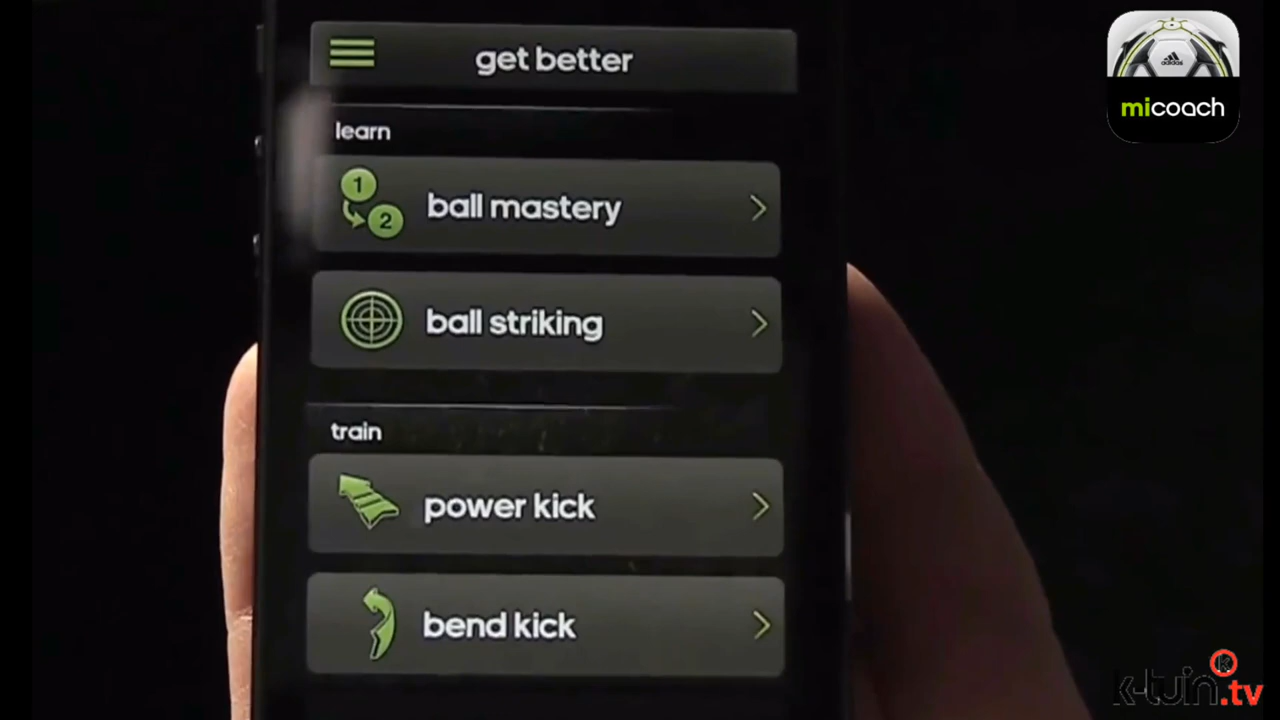 get better
learn
1
2
ball mastery
ball striking
train
power kick
bend kick
adidas
micoach
k-tuin.tv